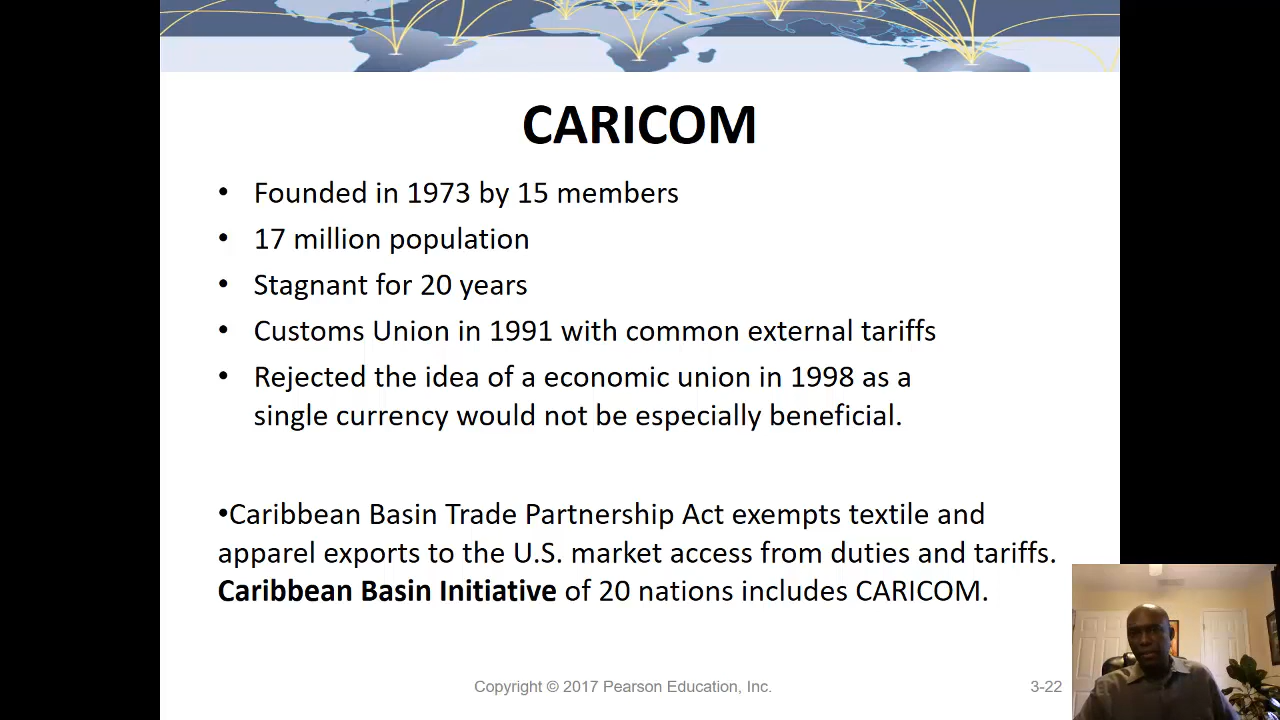 CARICOM
• Founded in 1973 by 15 members
• 17 million population
• Stagnant for 20 years
• Customs Union in 1991 with common external tariffs
• Rejected the idea of a economic union in 1998 as a
single currency would not be especially beneficial.
•Caribbean Basin Trade Partnership Act exempts textile and
apparel exports to the U.S. market access from duties and tariffs.
Caribbean Basin Initiative of 20 nations includes CARICOM.
Copyright © 2017 Pearson Education, Inc.
3-22